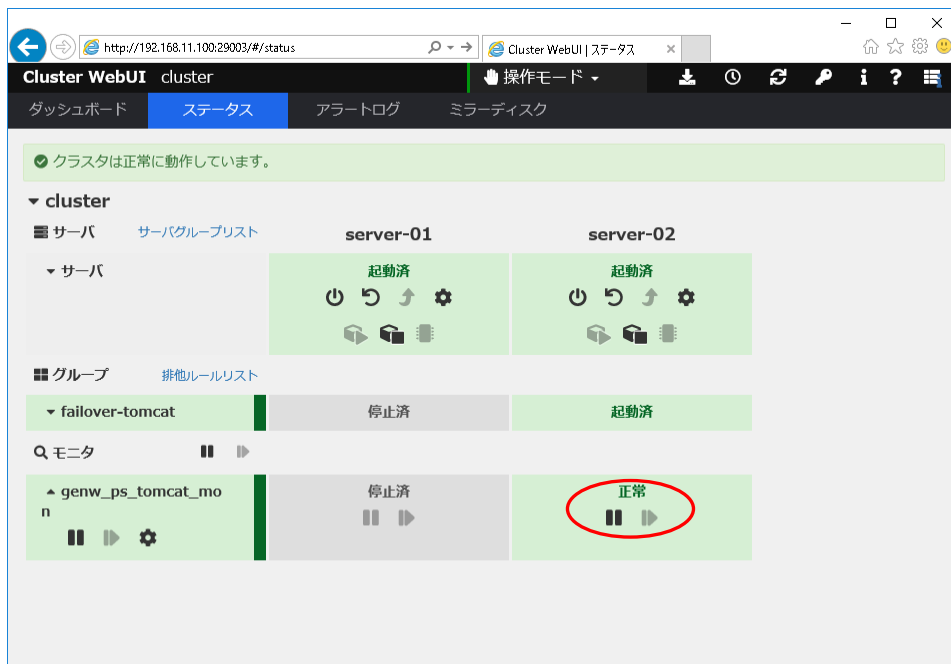 http://192.168.11.100:29003/#/status
Cluster WebUI | ステータス
Cluster WebUI cluster
操作モード
ダッシュボード ステータス アラートログ ミラーディスク
クラスタは正常に動作しています。
cluster
サーバ サーバグループリスト server-01 server-02
サーバ 起動済 起動済
グループ 排他ルールリスト
failover-tomcat 停止済 起動済
モニタ
genw_ps_tomcat_mo 停止済 正常
n